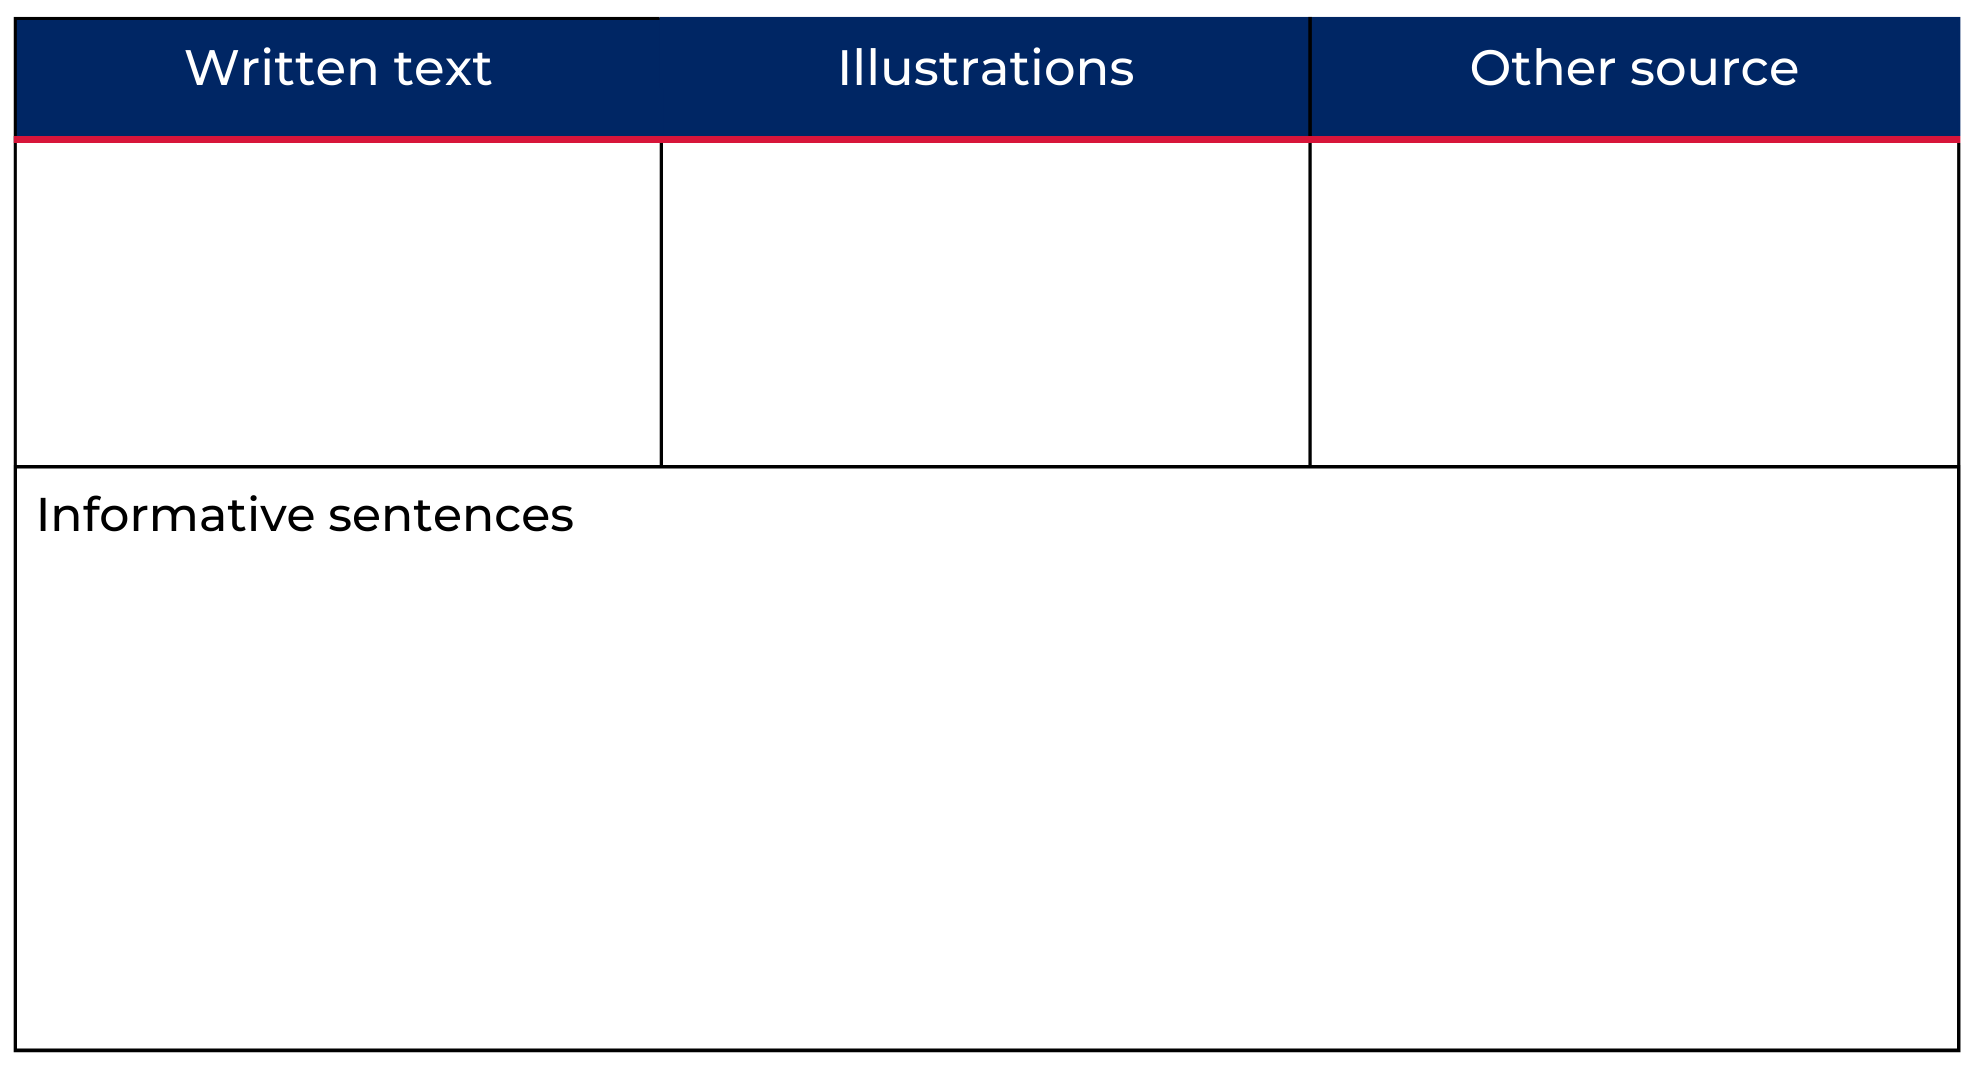 Written text
Illustrations
Other source
Informative sentences